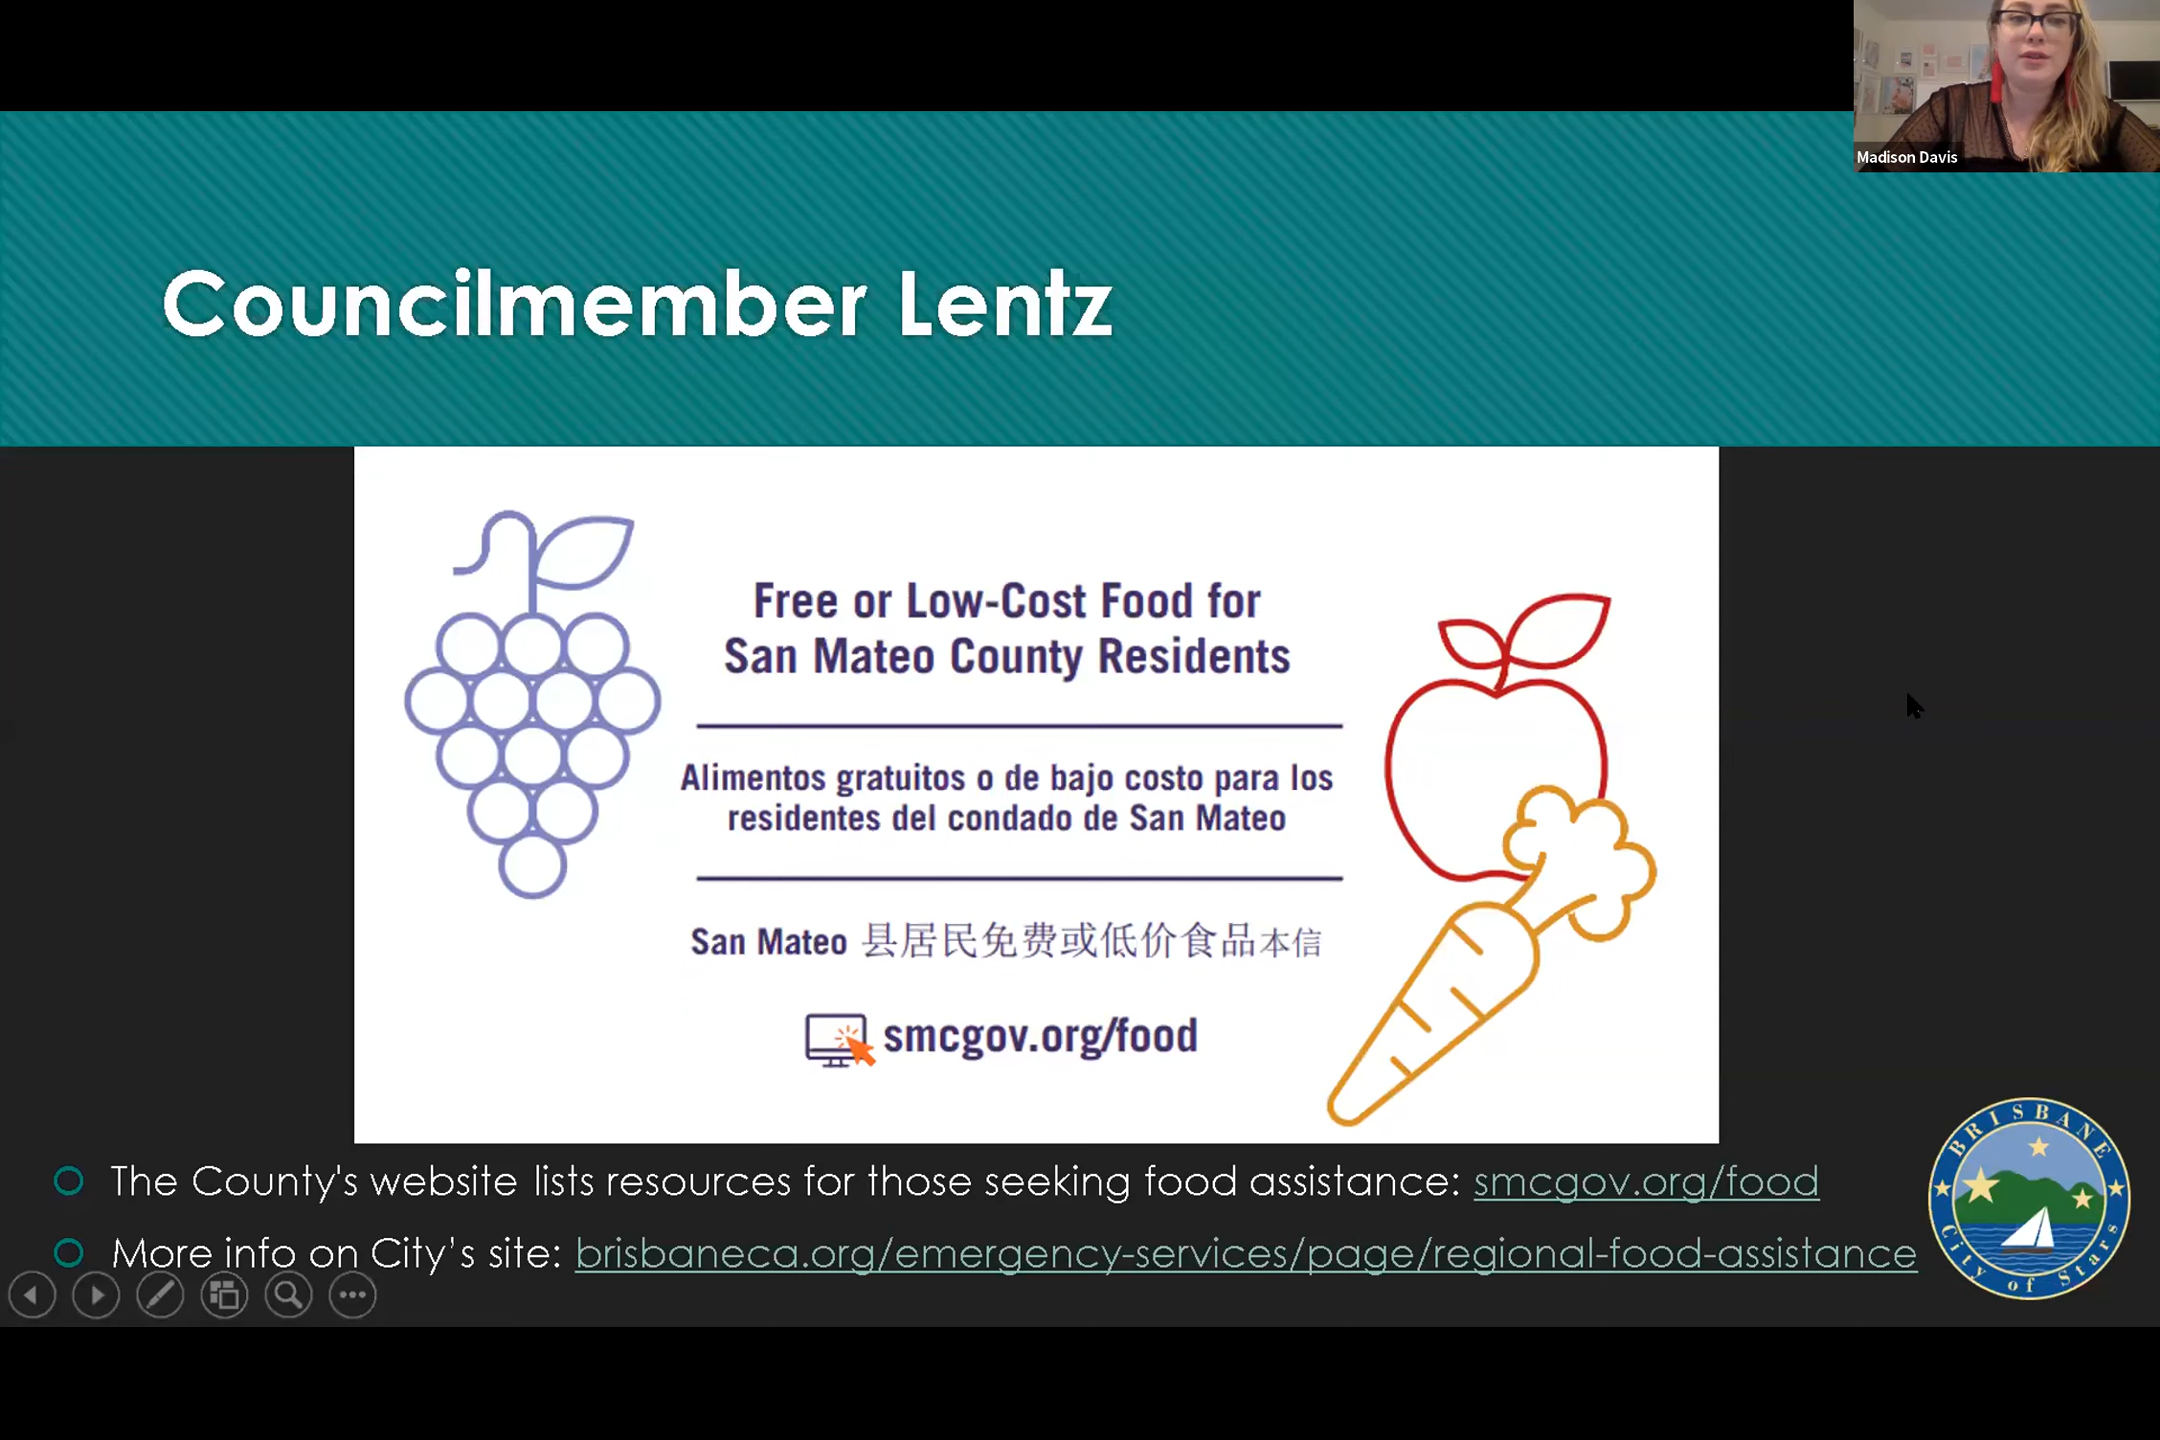 Madison Davis
Councilmember Lentz
Free or Low-Cost Food for
San Mateo County Residents
Alimentos gratuitos o de bajo costo para los
residentes del condado de San Mateo
San Mateo 县居民免费或低价食品本信
smcgov.org/food
The County's website lists resources for those seeking food assistance: smcgov.org/food
More info on City's site: brisbaneca.org/emergency-services/page/regional-food-assistance
BRISBANE
City of Stars